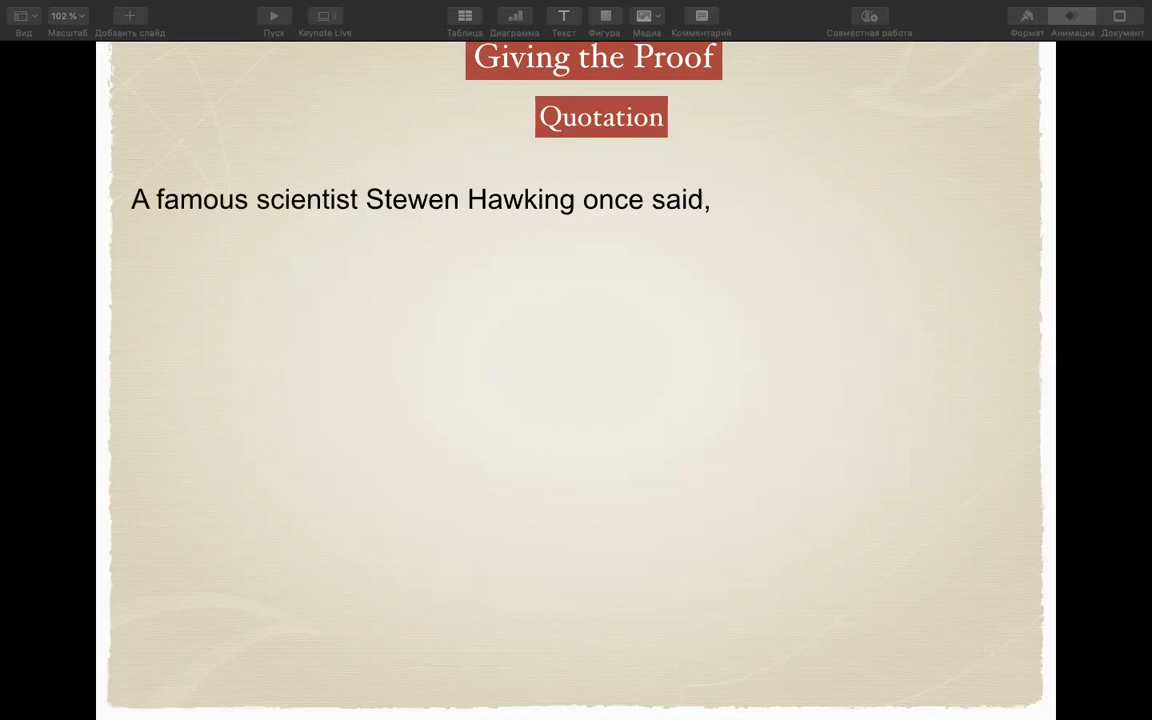 102 %
Вид
Масштаб
Добавить слайд
Пуск
Keynote Live
Таблица
Диаграмма
Текст
Фигура
Медиа
Комментарий
Совместная работа
Формат
Анимация
Документ
Giving the Proof
Quotation
A famous scientist Stewen Hawking once said,